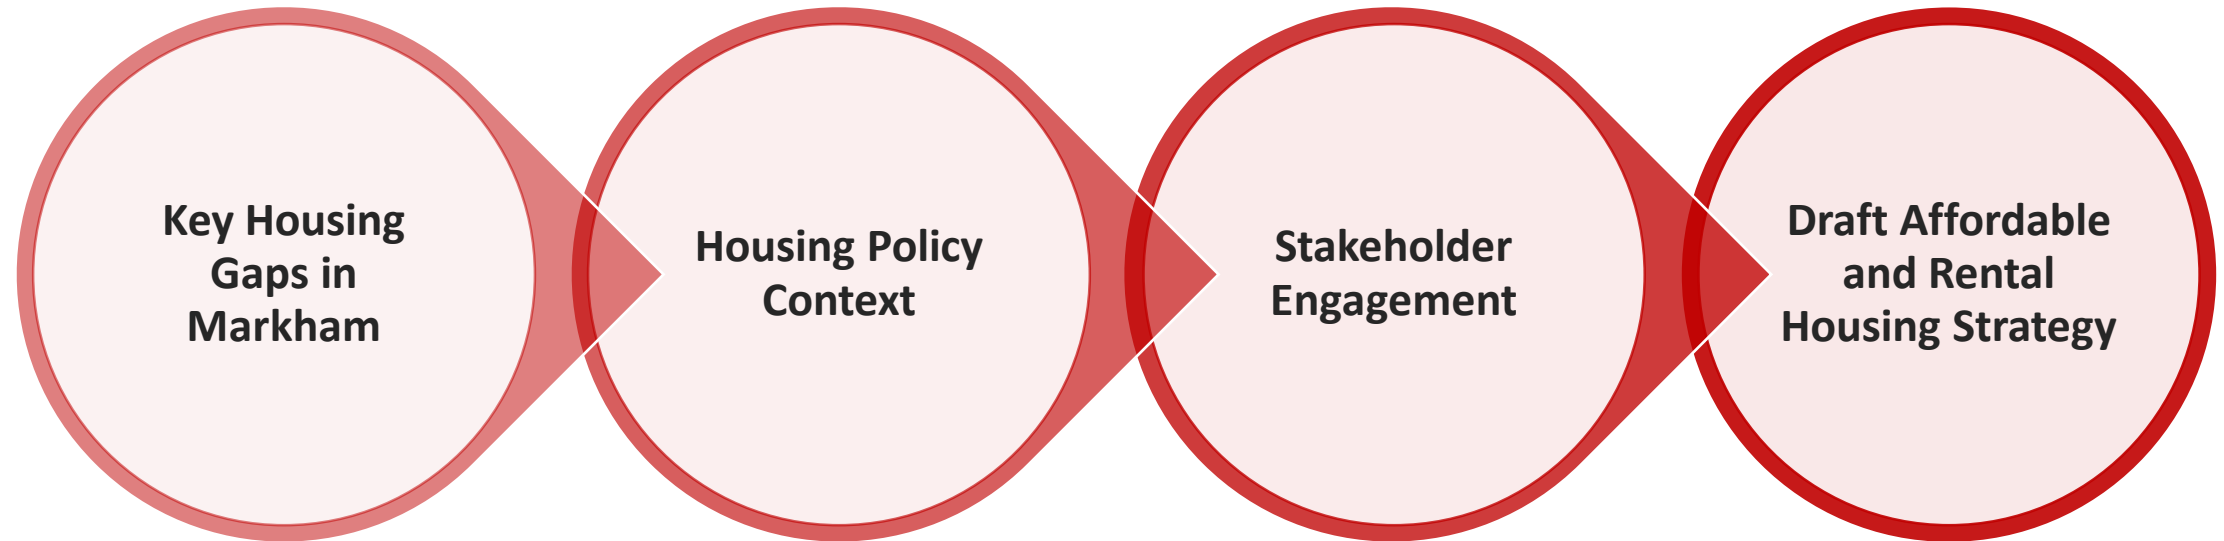 Key Housing
Gaps in
Markham
Housing Policy
Context
Stakeholder
Engagement
Draft Affordable
and Rental
Housing Strategy